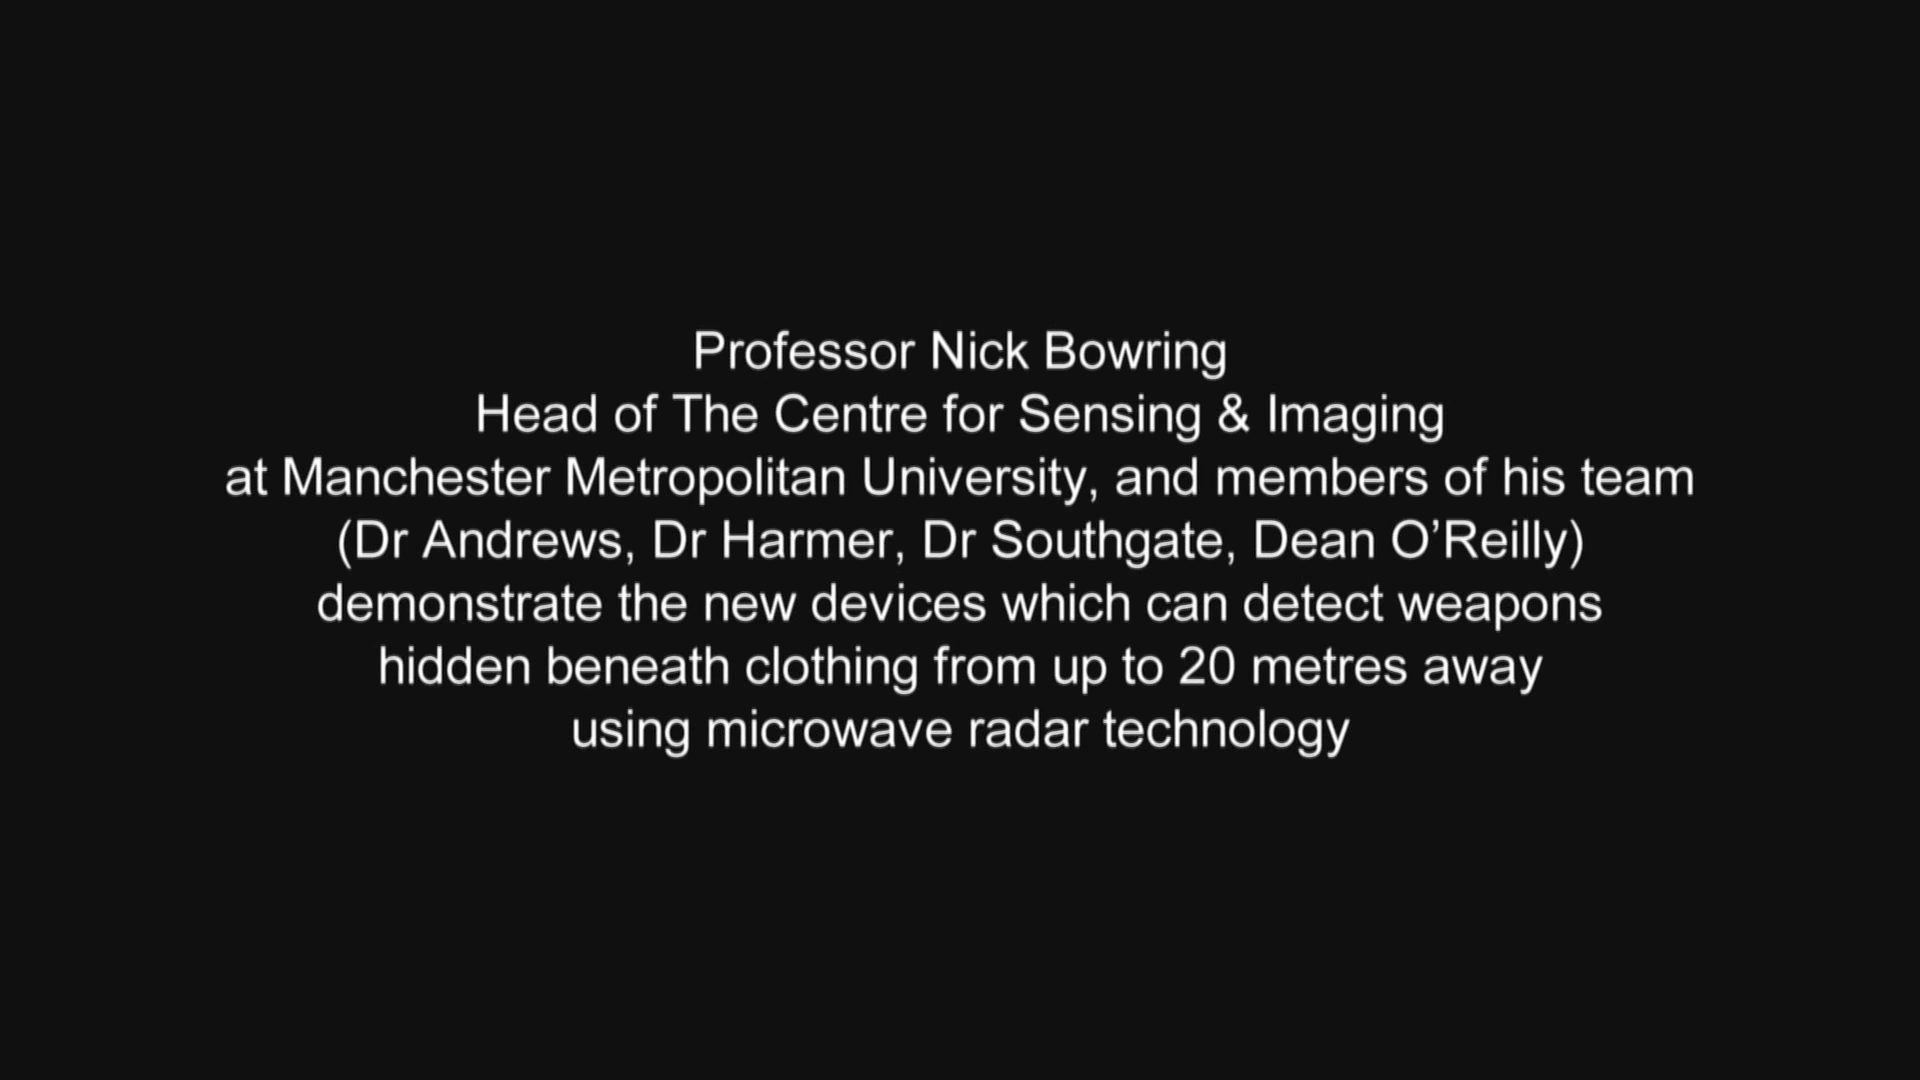 Professor Nick Bowring
Head of The Centre for Sensing & Imaging
at Manchester Metropolitan University, and members of his team
(Dr Andrews, Dr Harmer, Dr Southgate, Dean O’Reilly)
demonstrate the new devices which can detect weapons
hidden beneath clothing from up to 20 metres away
using microwave radar technology